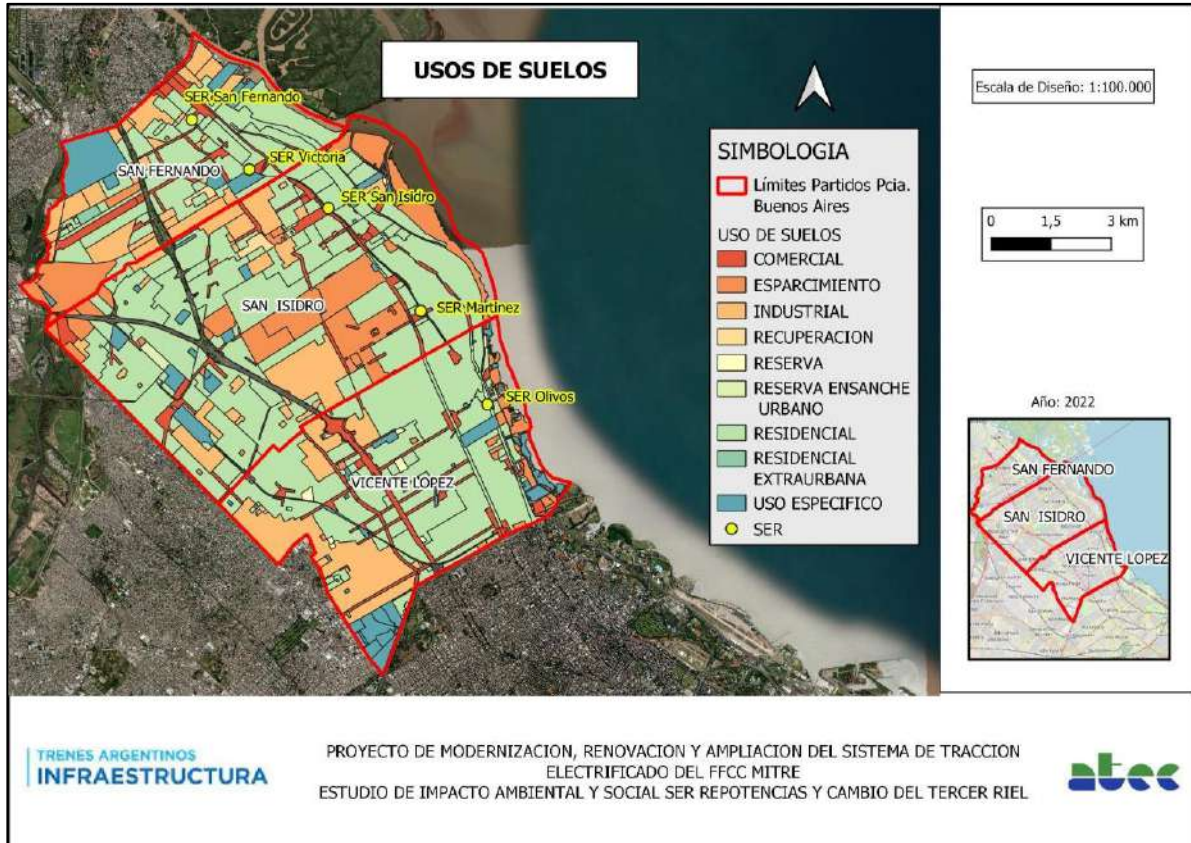 USOS DE SUELOS
SER San Fernando
SAN FERNANDO
SER Victoria
SER San Isidro
SAN ISIDRO
SER Martinez
SER Olivos
VICENTE LOPEZ
SIMBOLOGIA
Límites Partidos Pcia.
Buenos Aires
USO DE SUELOS
COMERCIAL
ESPARCIMIENTO
INDUSTRIAL
RECUPERACION
RESERVA
RESERVA ENSANCHE
URBANO
RESIDENCIAL
RESIDENCIAL
EXTRAURBANA
USO ESPECIFICO
SER
Escala de Diseño: 1:100.000
0 1,5 3 km
Año: 2022
SAN FERNANDO
SAN ISIDRO
VICENTE LOPEZ
TRENES ARGENTINOS
INFRAESTRUCTURA
PROYECTO DE MODERNIZACION, RENOVACION Y AMPLIACION DEL SISTEMA DE TRACCION
ELECTRIFICADO DEL FFCC MITRE
ESTUDIO DE IMPACTO AMBIENTAL Y SOCIAL SER REPOTENCIAS Y CAMBIO DEL TERCER RIEL
atec